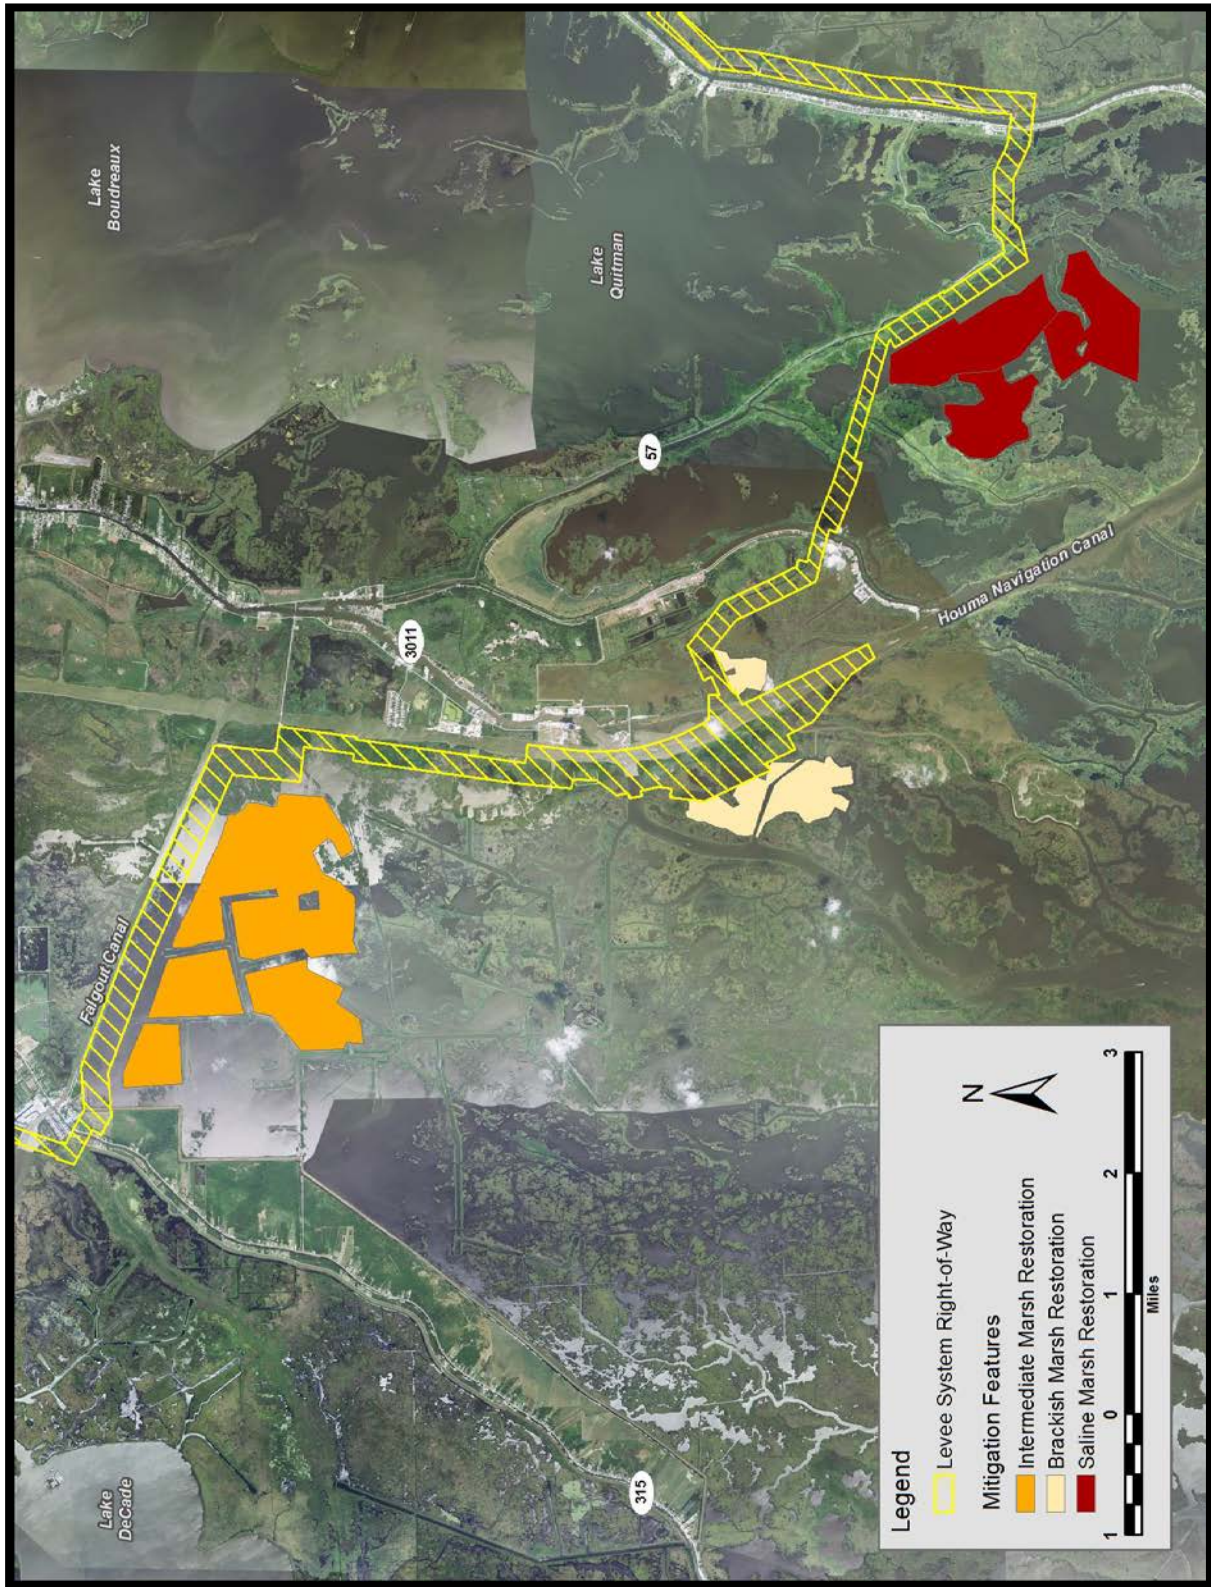 Lake
Boudreaux
Lake
Quitman
57
3011
Houma Navigation Canal
Falgout Canal
Lake
DeCade
315
Legend
Levee System Right-of-Way
Mitigation Features
Intermediate Marsh Restoration
Brackish Marsh Restoration
Saline Marsh Restoration
N
1 0 1 2 3
Miles